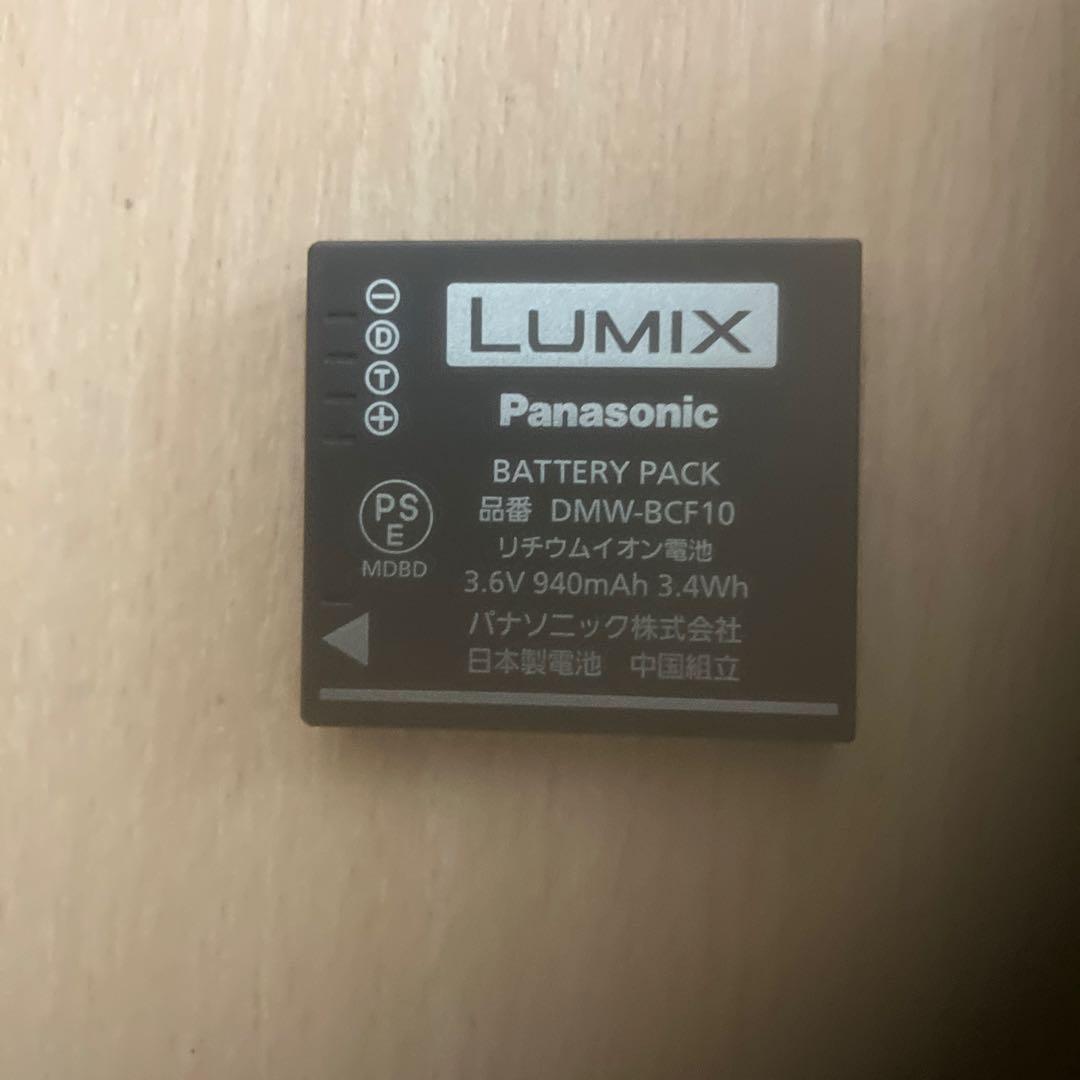 LUMIX
Panasonic
BATTERY PACK
品番 DMW-BCF10
リチウムイオン電池
3.6V 940mAh 3.4Wh
パナソニック株式会社
日本製電池 中国組立
⊖
D
T
⊕
PS
E
MDBD